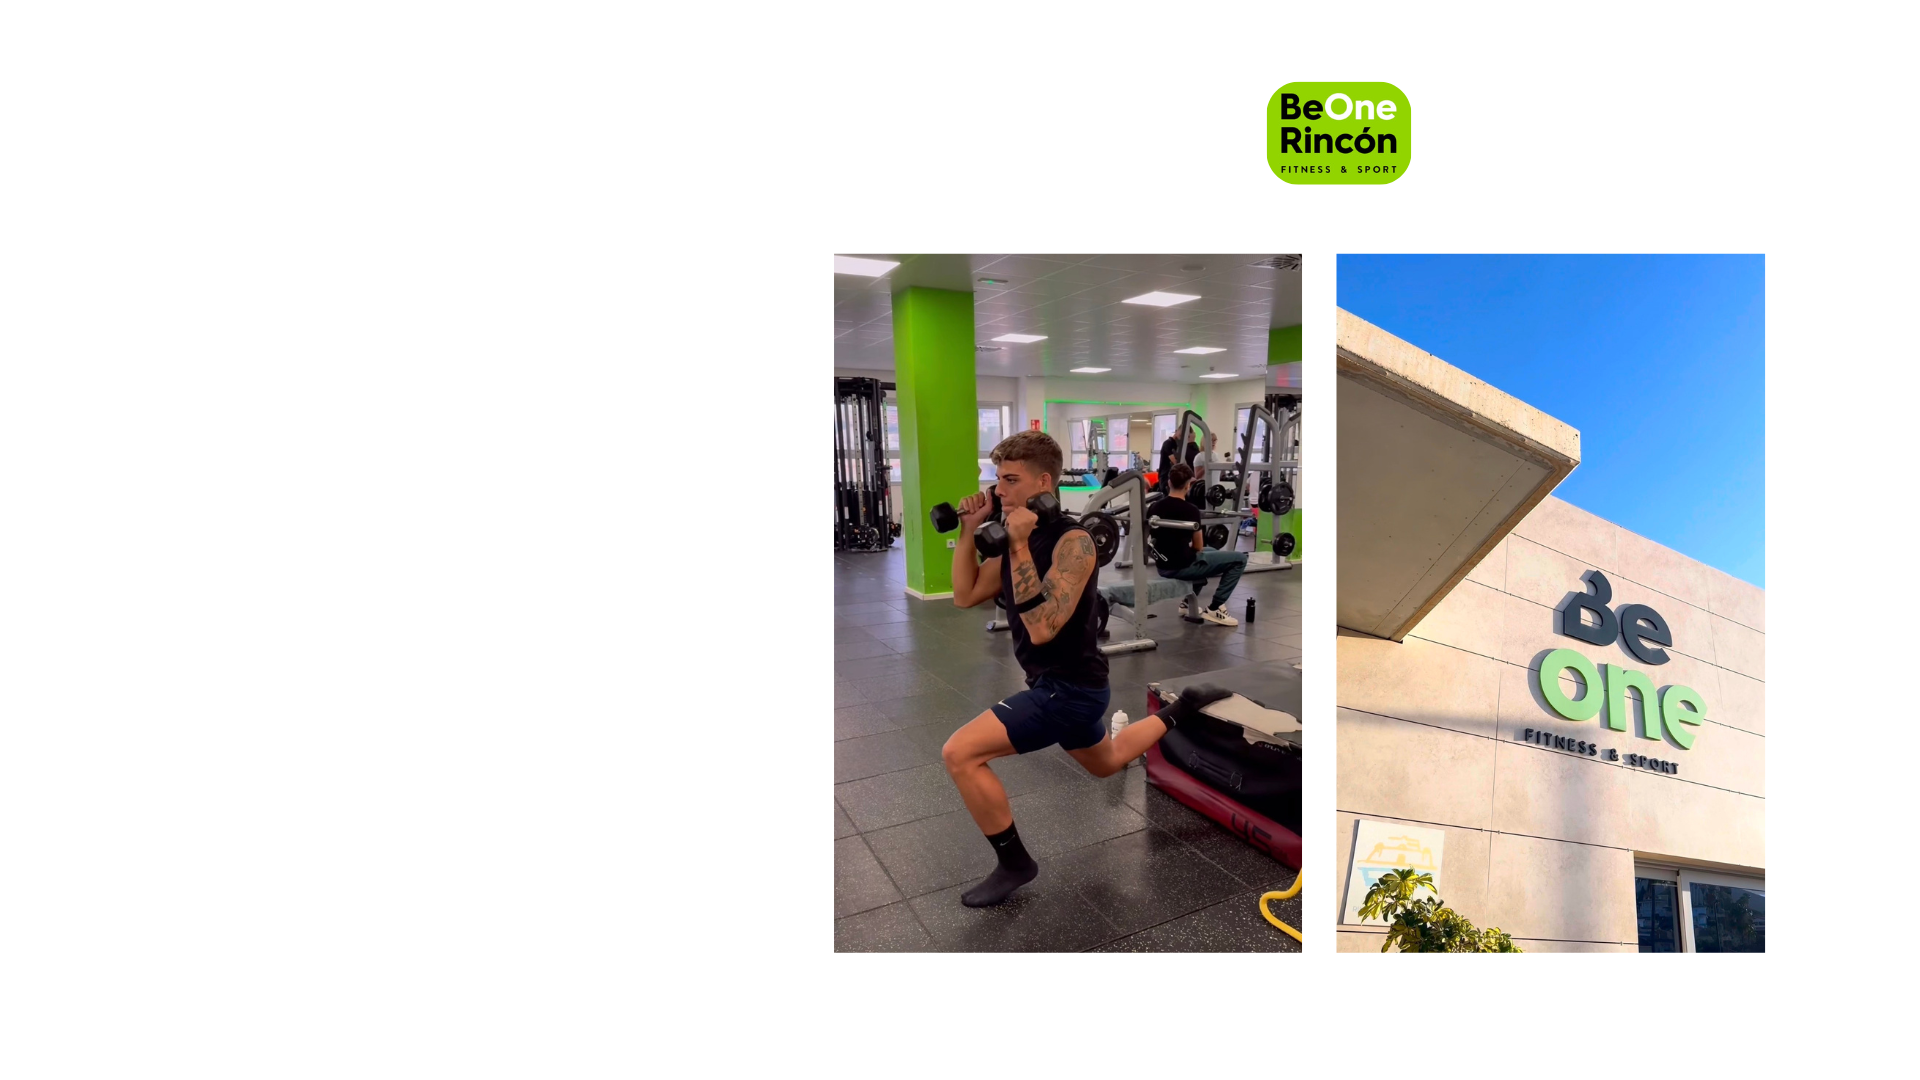 BeOne
Rincón
FITNESS & SPORT
Be
one
FITNESS & SPORT